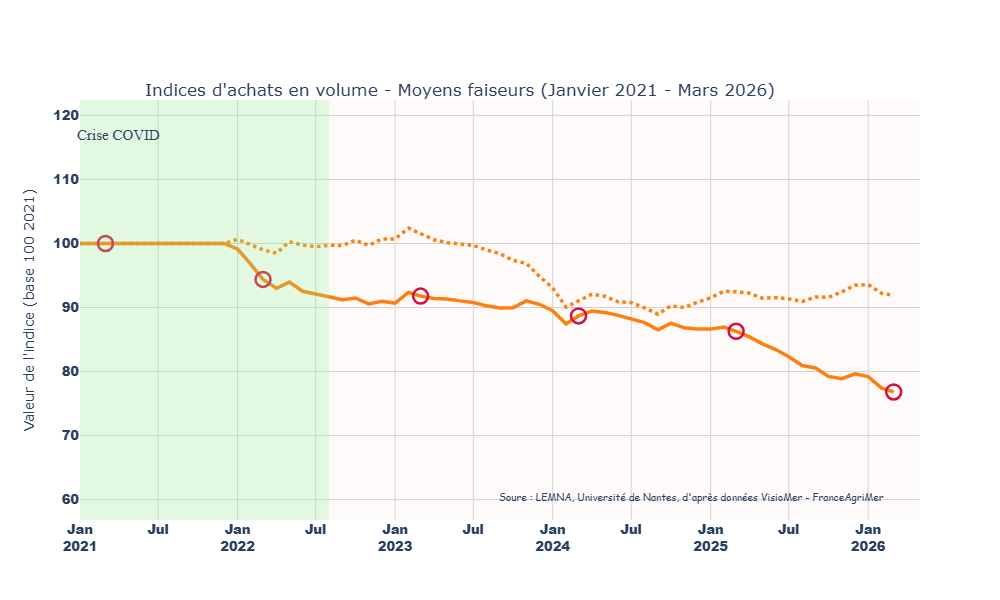 Indices d'achats en volume - Moyens faiseurs (Janvier 2021 - Mars 2026)
120
Crise COVID
110
100
90
80
70
60
Valeur de l'indice (base 100 2021)
Soure : LEMNA, Université de Nantes, d'après données VisioMer - FranceAgriMer
Jan Jul Jan Jul Jan Jul Jan Jul Jan Jul Jan
2021 2022 2023 2024 2025 2026